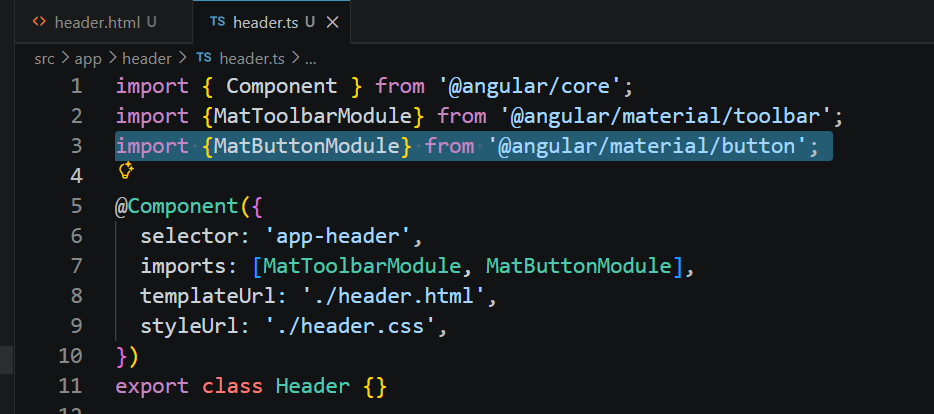 <> header.html U
TS header.ts U ×
src > app > header > TS header.ts > ...
1 import { Component } from '@angular/core';
2 import {MatToolbarModule} from '@angular/material/toolbar';
3 import {MatButtonModule} from '@angular/material/button';
4
5 @Component({
6   selector: 'app-header',
7   imports: [MatToolbarModule, MatButtonModule],
8   templateUrl: './header.html',
9   styleUrl: './header.css',
10 })
11 export class Header {}
12